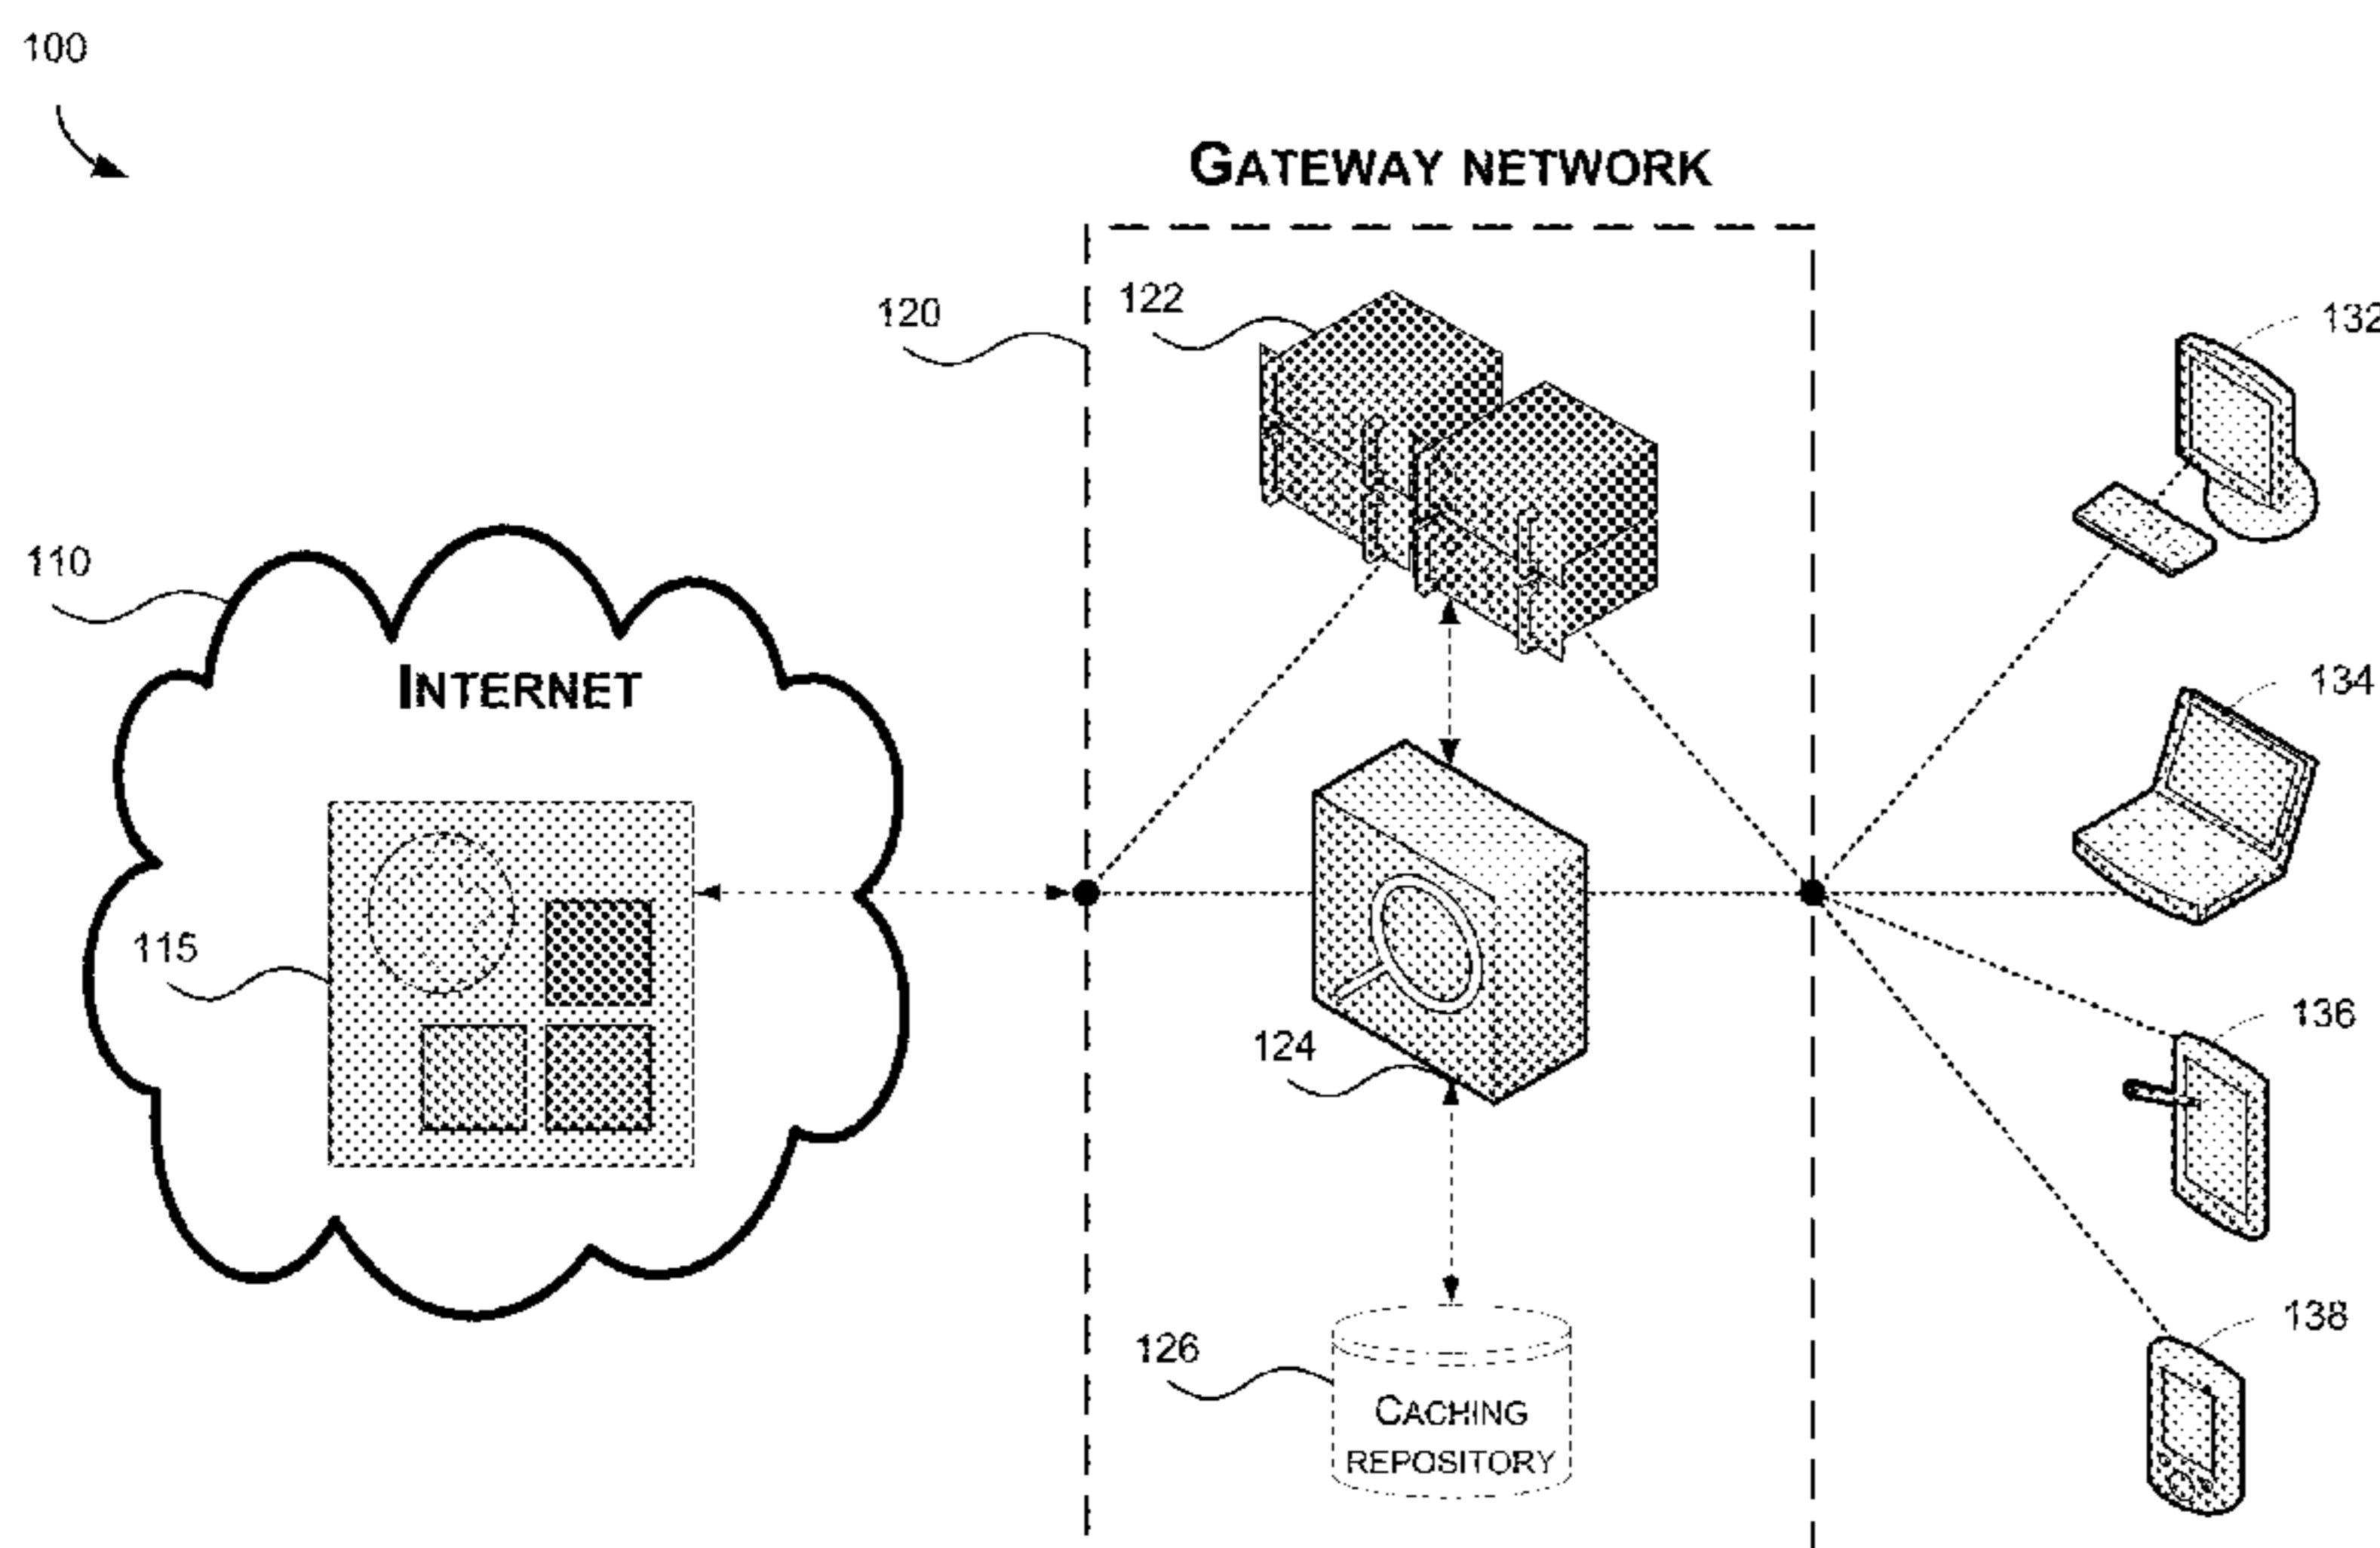 100
GATEWAY NETWORK
120
122
132
110
INTERNET
134
115
124
136
126
CACHING
REPOSITORY
138